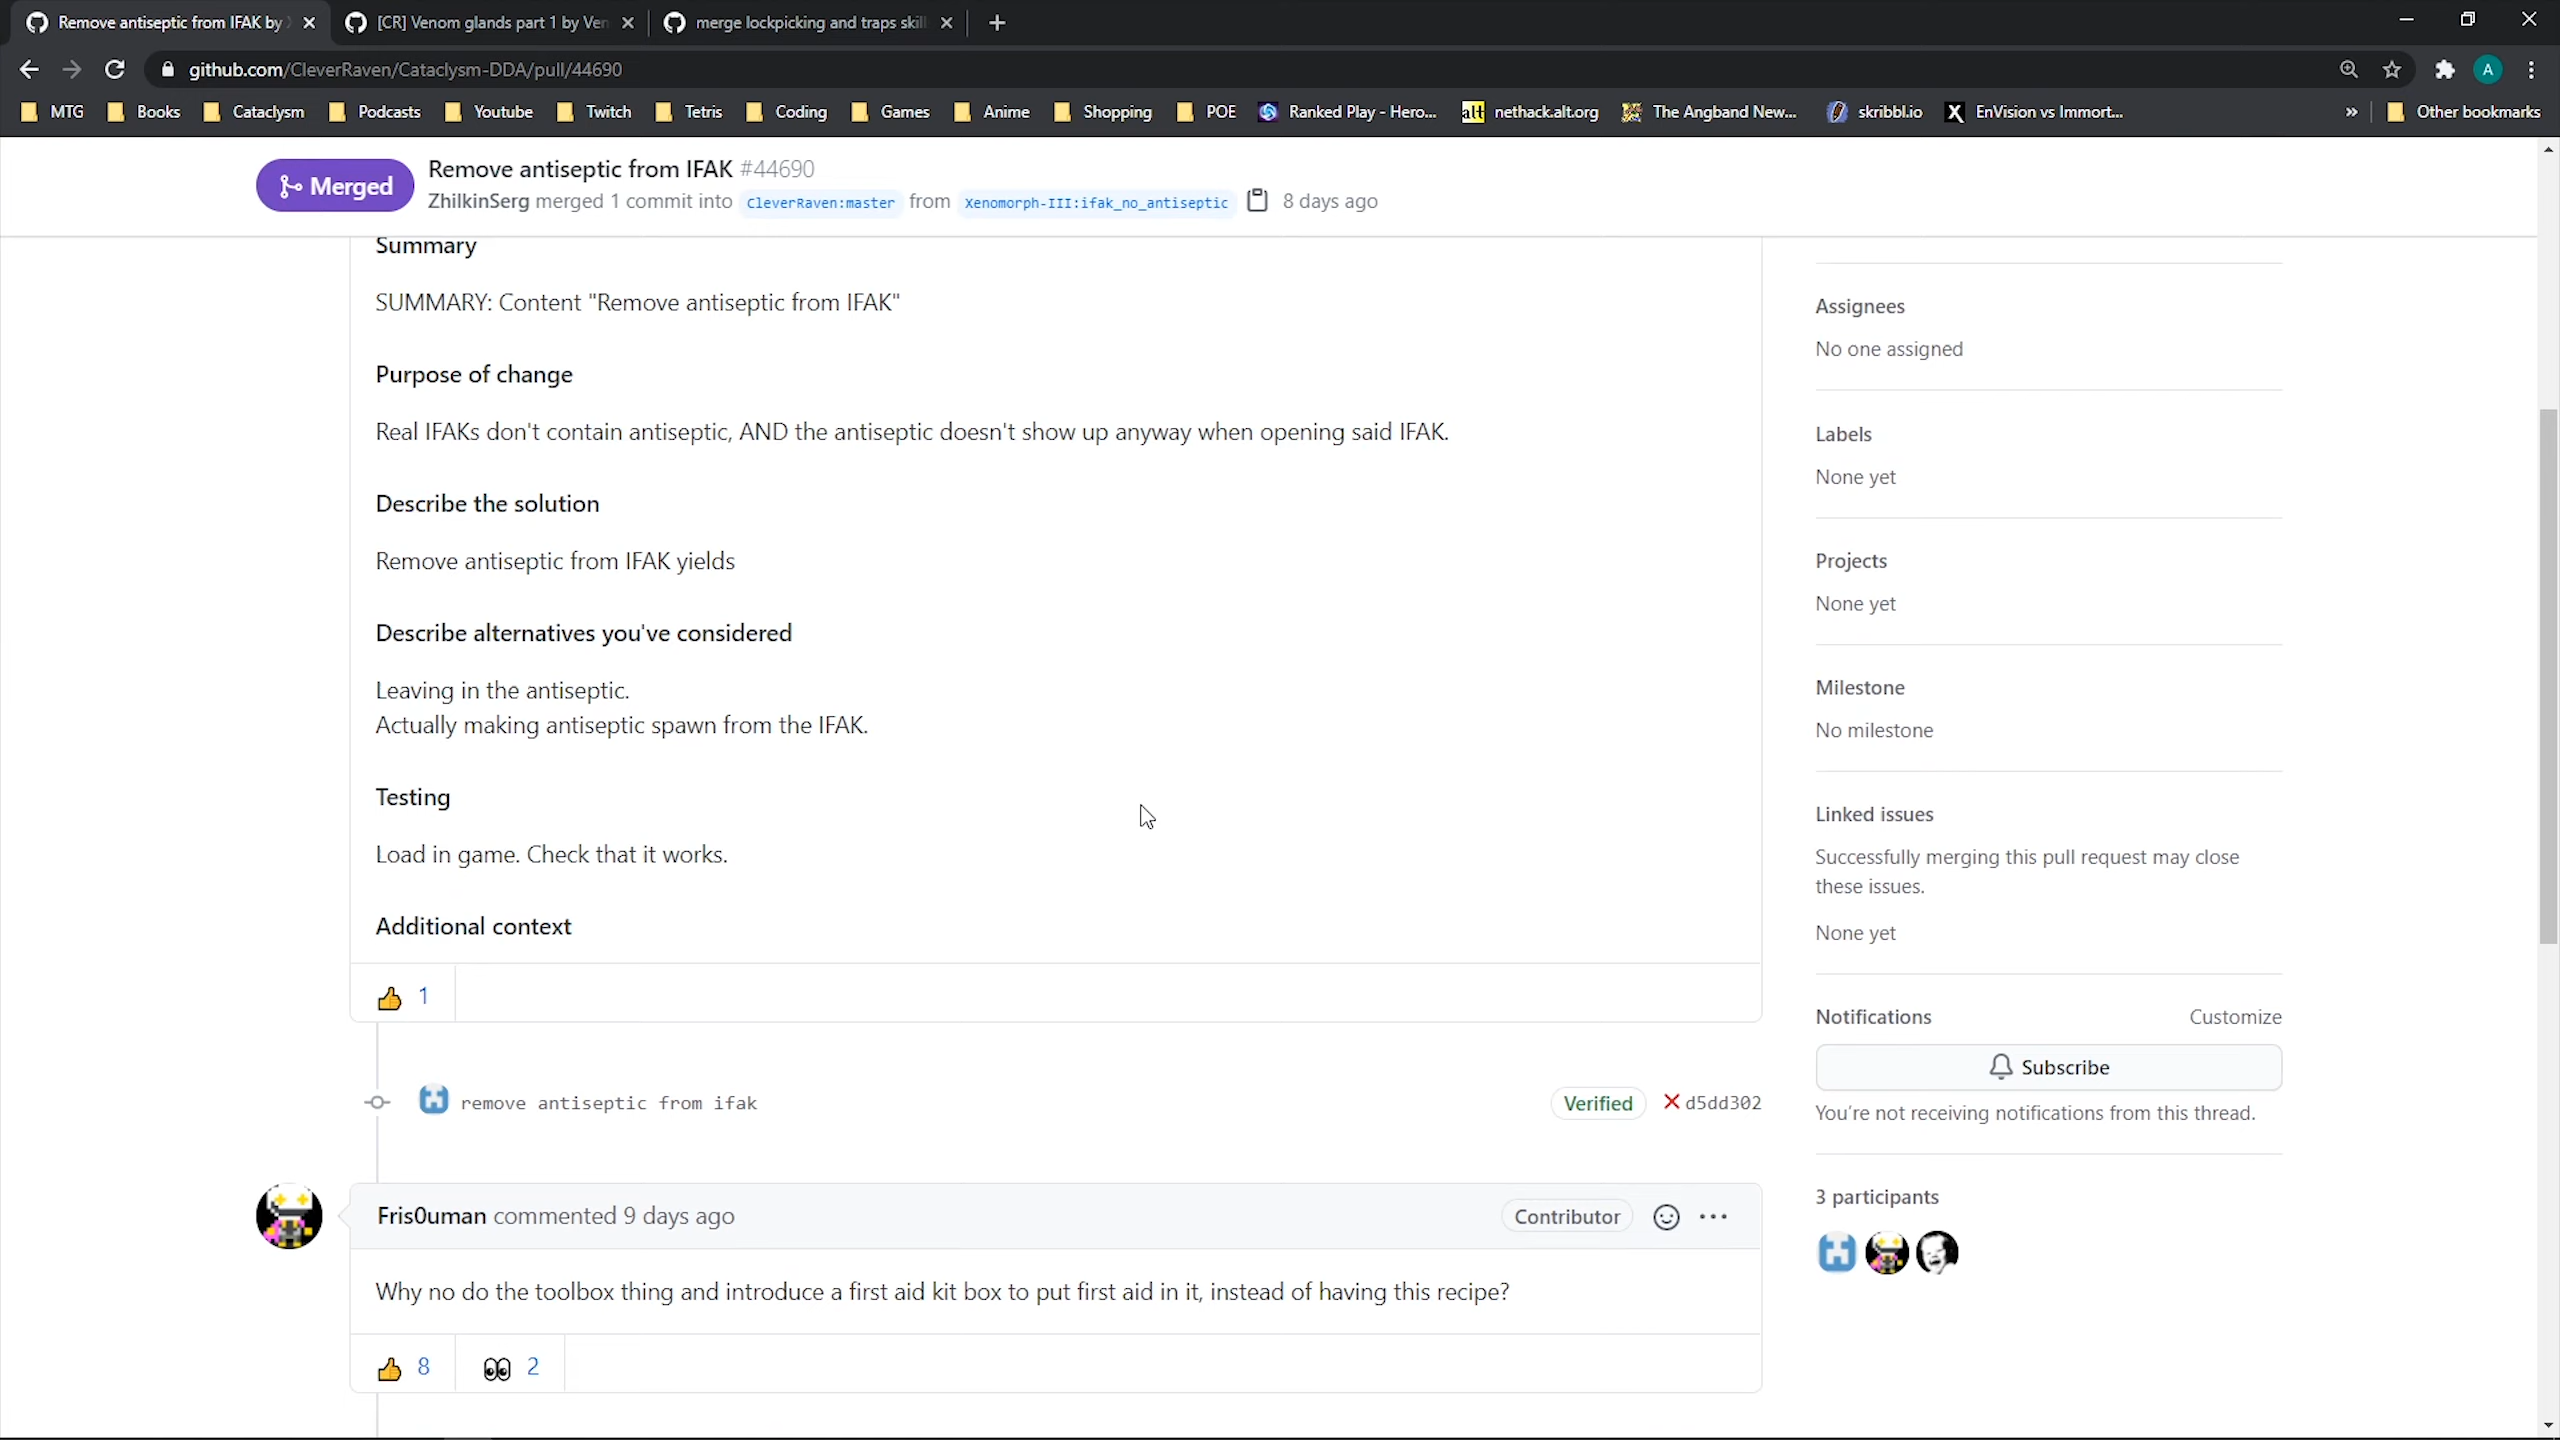 Remove antiseptic from IFAK by
[CR] Venom glands part 1 by Ven
merge lockpicking and traps skil
github.com/CleverRaven/Cataclysm-DDA/pull/44690
A
MTG Books Cataclysm Podcasts Youtube Twitch Tetris Coding Games Anime Shopping POE Ranked Play - Hero... alt nethack.alt.org The Angband New... skribbl.io X EnVision vs Immort... » Other bookmarks
Merged
Remove antiseptic from IFAK #44690
ZhilkinSerg merged 1 commit into CleverRaven:master from Xenomorph-III:ifak_no_antiseptic 8 days ago
Summary
SUMMARY: Content "Remove antiseptic from IFAK"
Purpose of change
Real IFAKs don't contain antiseptic, AND the antiseptic doesn't show up anyway when opening said IFAK.
Describe the solution
Remove antiseptic from IFAK yields
Describe alternatives you've considered
Leaving in the antiseptic.
Actually making antiseptic spawn from the IFAK.
Testing
Load in game. Check that it works.
Additional context
1
remove antiseptic from ifak
Verified d5dd302
Fris0uman commented 9 days ago
Contributor
Why no do the toolbox thing and introduce a first aid kit box to put first aid in it, instead of having this recipe?
8 2
Assignees
No one assigned
Labels
None yet
Projects
None yet
Milestone
No milestone
Linked issues
Successfully merging this pull request may close
these issues.
None yet
Notifications Customize
Subscribe
You're not receiving notifications from this thread.
3 participants